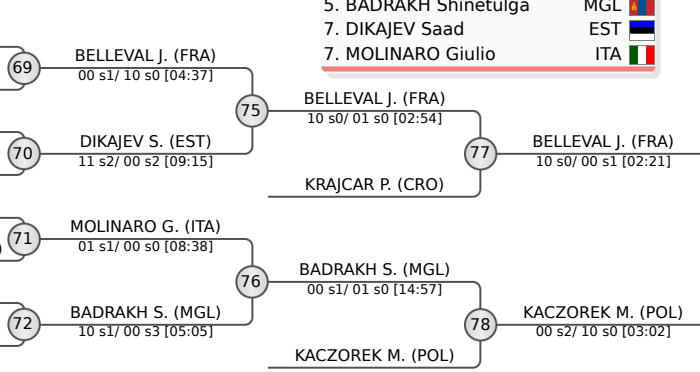 5. BADRAKH Shinetulga MGL
7. DIKAJEV Saad EST
7. MOLINARO Giulio ITA
69
BELLEVAL J. (FRA)
00 s1/ 10 s0 [04:37]
75
BELLEVAL J. (FRA)
10 s0/ 01 s0 [02:54]
70
DIKAJEV S. (EST)
11 s2/ 00 s2 [09:15]
77
BELLEVAL J. (FRA)
10 s0/ 00 s1 [02:21]
KRAJCAR P. (CRO)
71
MOLINARO G. (ITA)
01 s1/ 00 s0 [08:38]
76
BADRAKH S. (MGL)
00 s1/ 01 s0 [14:57]
72
BADRAKH S. (MGL)
10 s1/ 00 s3 [05:05]
78
KACZOREK M. (POL)
00 s2/ 10 s0 [03:02]
KACZOREK M. (POL)